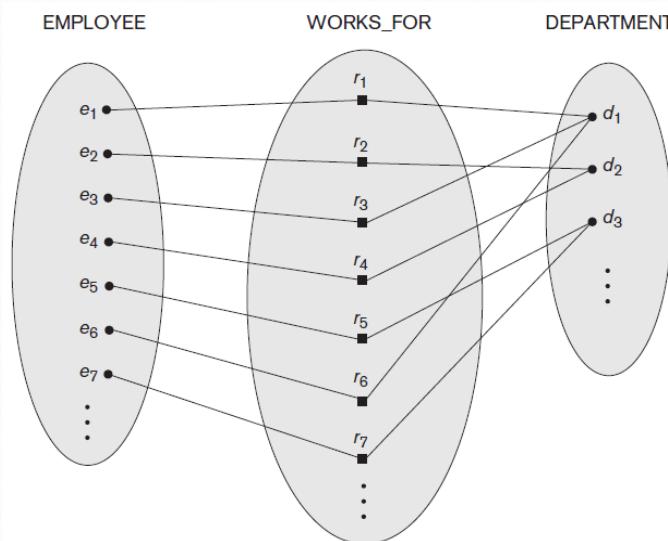 EMPLOYEE WORKS_FOR DEPARTMENT
e1
e2
e3
e4
e5
e6
e7
r1
r2
r3
r4
r5
r6
r7
d1
d2
d3